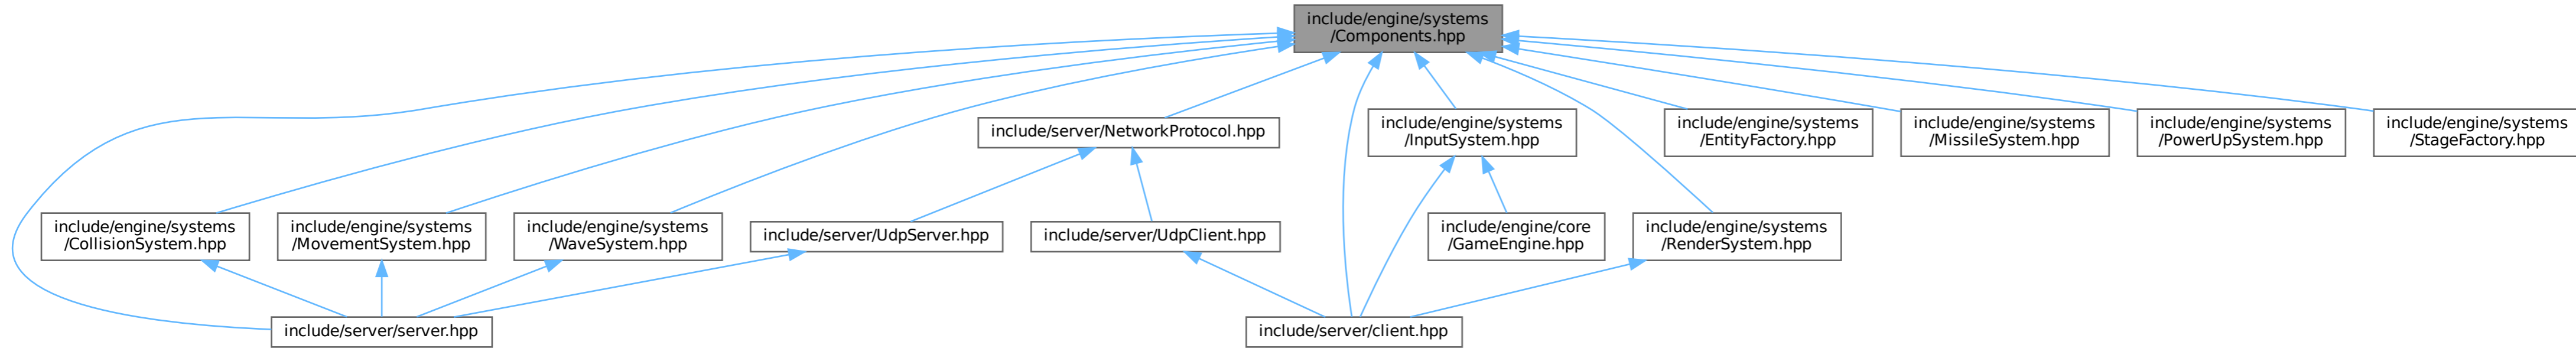 include/engine/systems
/Components.hpp
include/server/NetworkProtocol.hpp
include/engine/systems
/InputSystem.hpp
include/engine/systems
/EntityFactory.hpp
include/engine/systems
/MissileSystem.hpp
include/engine/systems
/PowerUpSystem.hpp
include/engine/systems
/StageFactory.hpp
include/engine/systems
/CollisionSystem.hpp
include/engine/systems
/MovementSystem.hpp
include/engine/systems
/WaveSystem.hpp
include/server/UdpServer.hpp
include/server/UdpClient.hpp
include/engine/core
/GameEngine.hpp
include/engine/systems
/RenderSystem.hpp
include/server/server.hpp
include/server/client.hpp